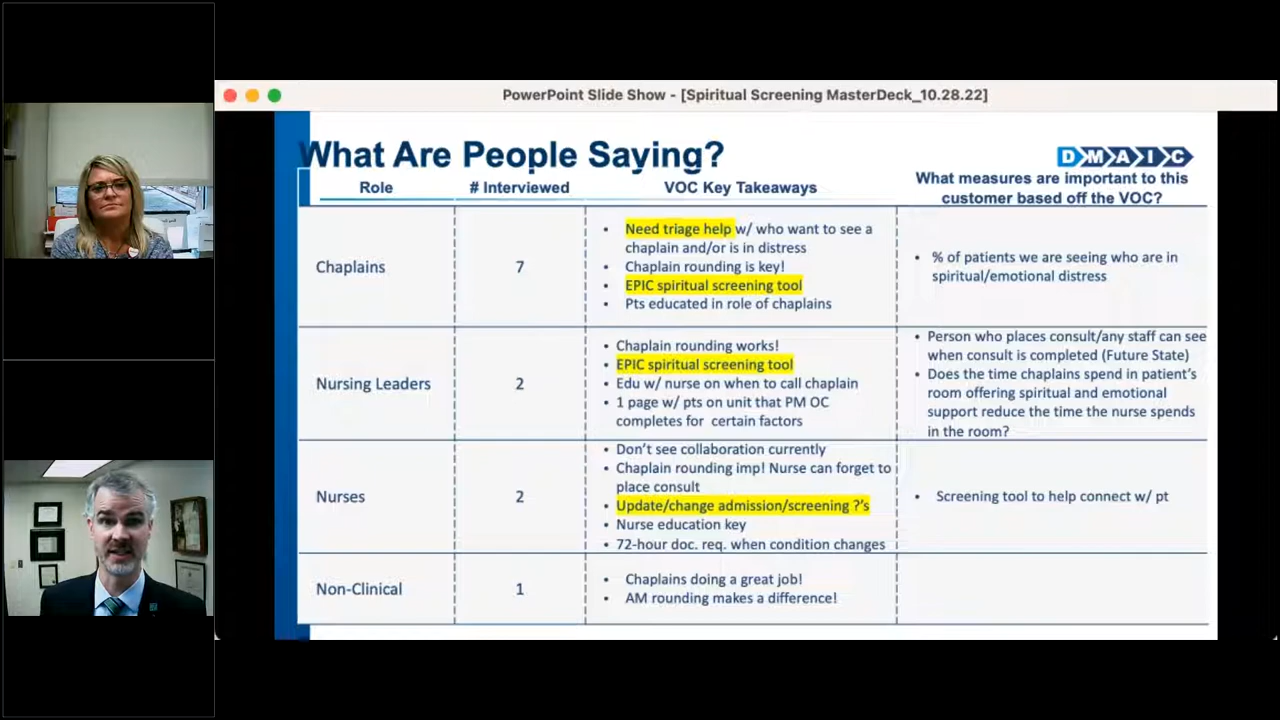 PowerPoint Slide Show - [Spiritual Screening MasterDeck_10.28.22]
What Are People Saying?
D M A I C
Role
# Interviewed
VOC Key Takeaways
What measures are important to this
customer based off the VOC?
Chaplains
7
• Need triage help w/ who want to see a
chaplain and/or is in distress
• Chaplain rounding is key!
• EPIC spiritual screening tool
• Pts educated in role of chaplains
• % of patients we are seeing who are in
spiritual/emotional distress
Nursing Leaders
2
• Chaplain rounding works!
• EPIC spiritual screening tool
• Edu w/ nurse on when to call chaplain
• 1 page w/ pts on unit that PM OC
completes for certain factors
• Person who places consult/any staff can see
when consult is completed (Future State)
• Does the time chaplains spend in patient's
room offering spiritual and emotional
support reduce the time the nurse spends
in the room?
Nurses
2
• Don't see collaboration currently
• Chaplain rounding imp! Nurse can forget to
place consult
• Update/change admission/screening ?'s
• Nurse education key
• 72-hour doc. req. when condition changes
• Screening tool to help connect w/ pt
Non-Clinical
1
• Chaplains doing a great job!
• AM rounding makes a difference!